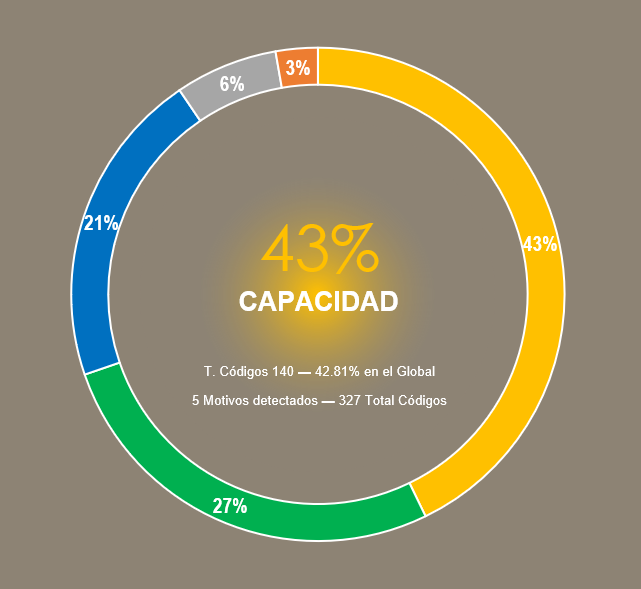 3%
6%
21%
43%
43%
CAPACIDAD
T. Códigos 140 — 42.81% en el Global
5 Motivos detectados — 327 Total Códigos
27%